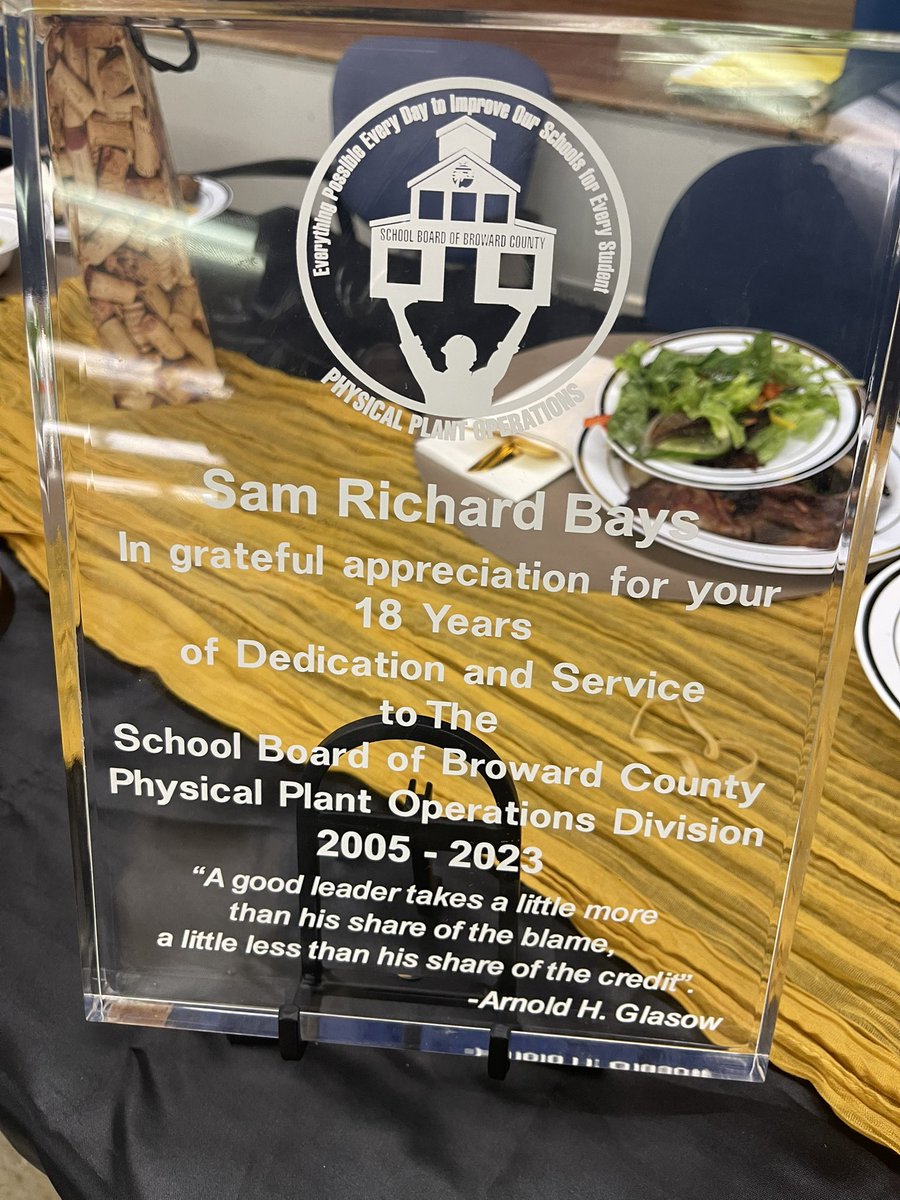 Everything Possible Every Day to Improve Our Schools for Every Student
SCHOOL BOARD OF BROWARD COUNTY
PHYSICAL PLANT OPERATIONS
Sam Richard Bays
In grateful appreciation for your
18 Years
of Dedication and Service
to The
School Board of Broward County
Physical Plant Operations Division
2005 - 2023
“A good leader takes a little more
than his share of the blame,
a little less than his share of the credit”.
-Arnold H. Glasow